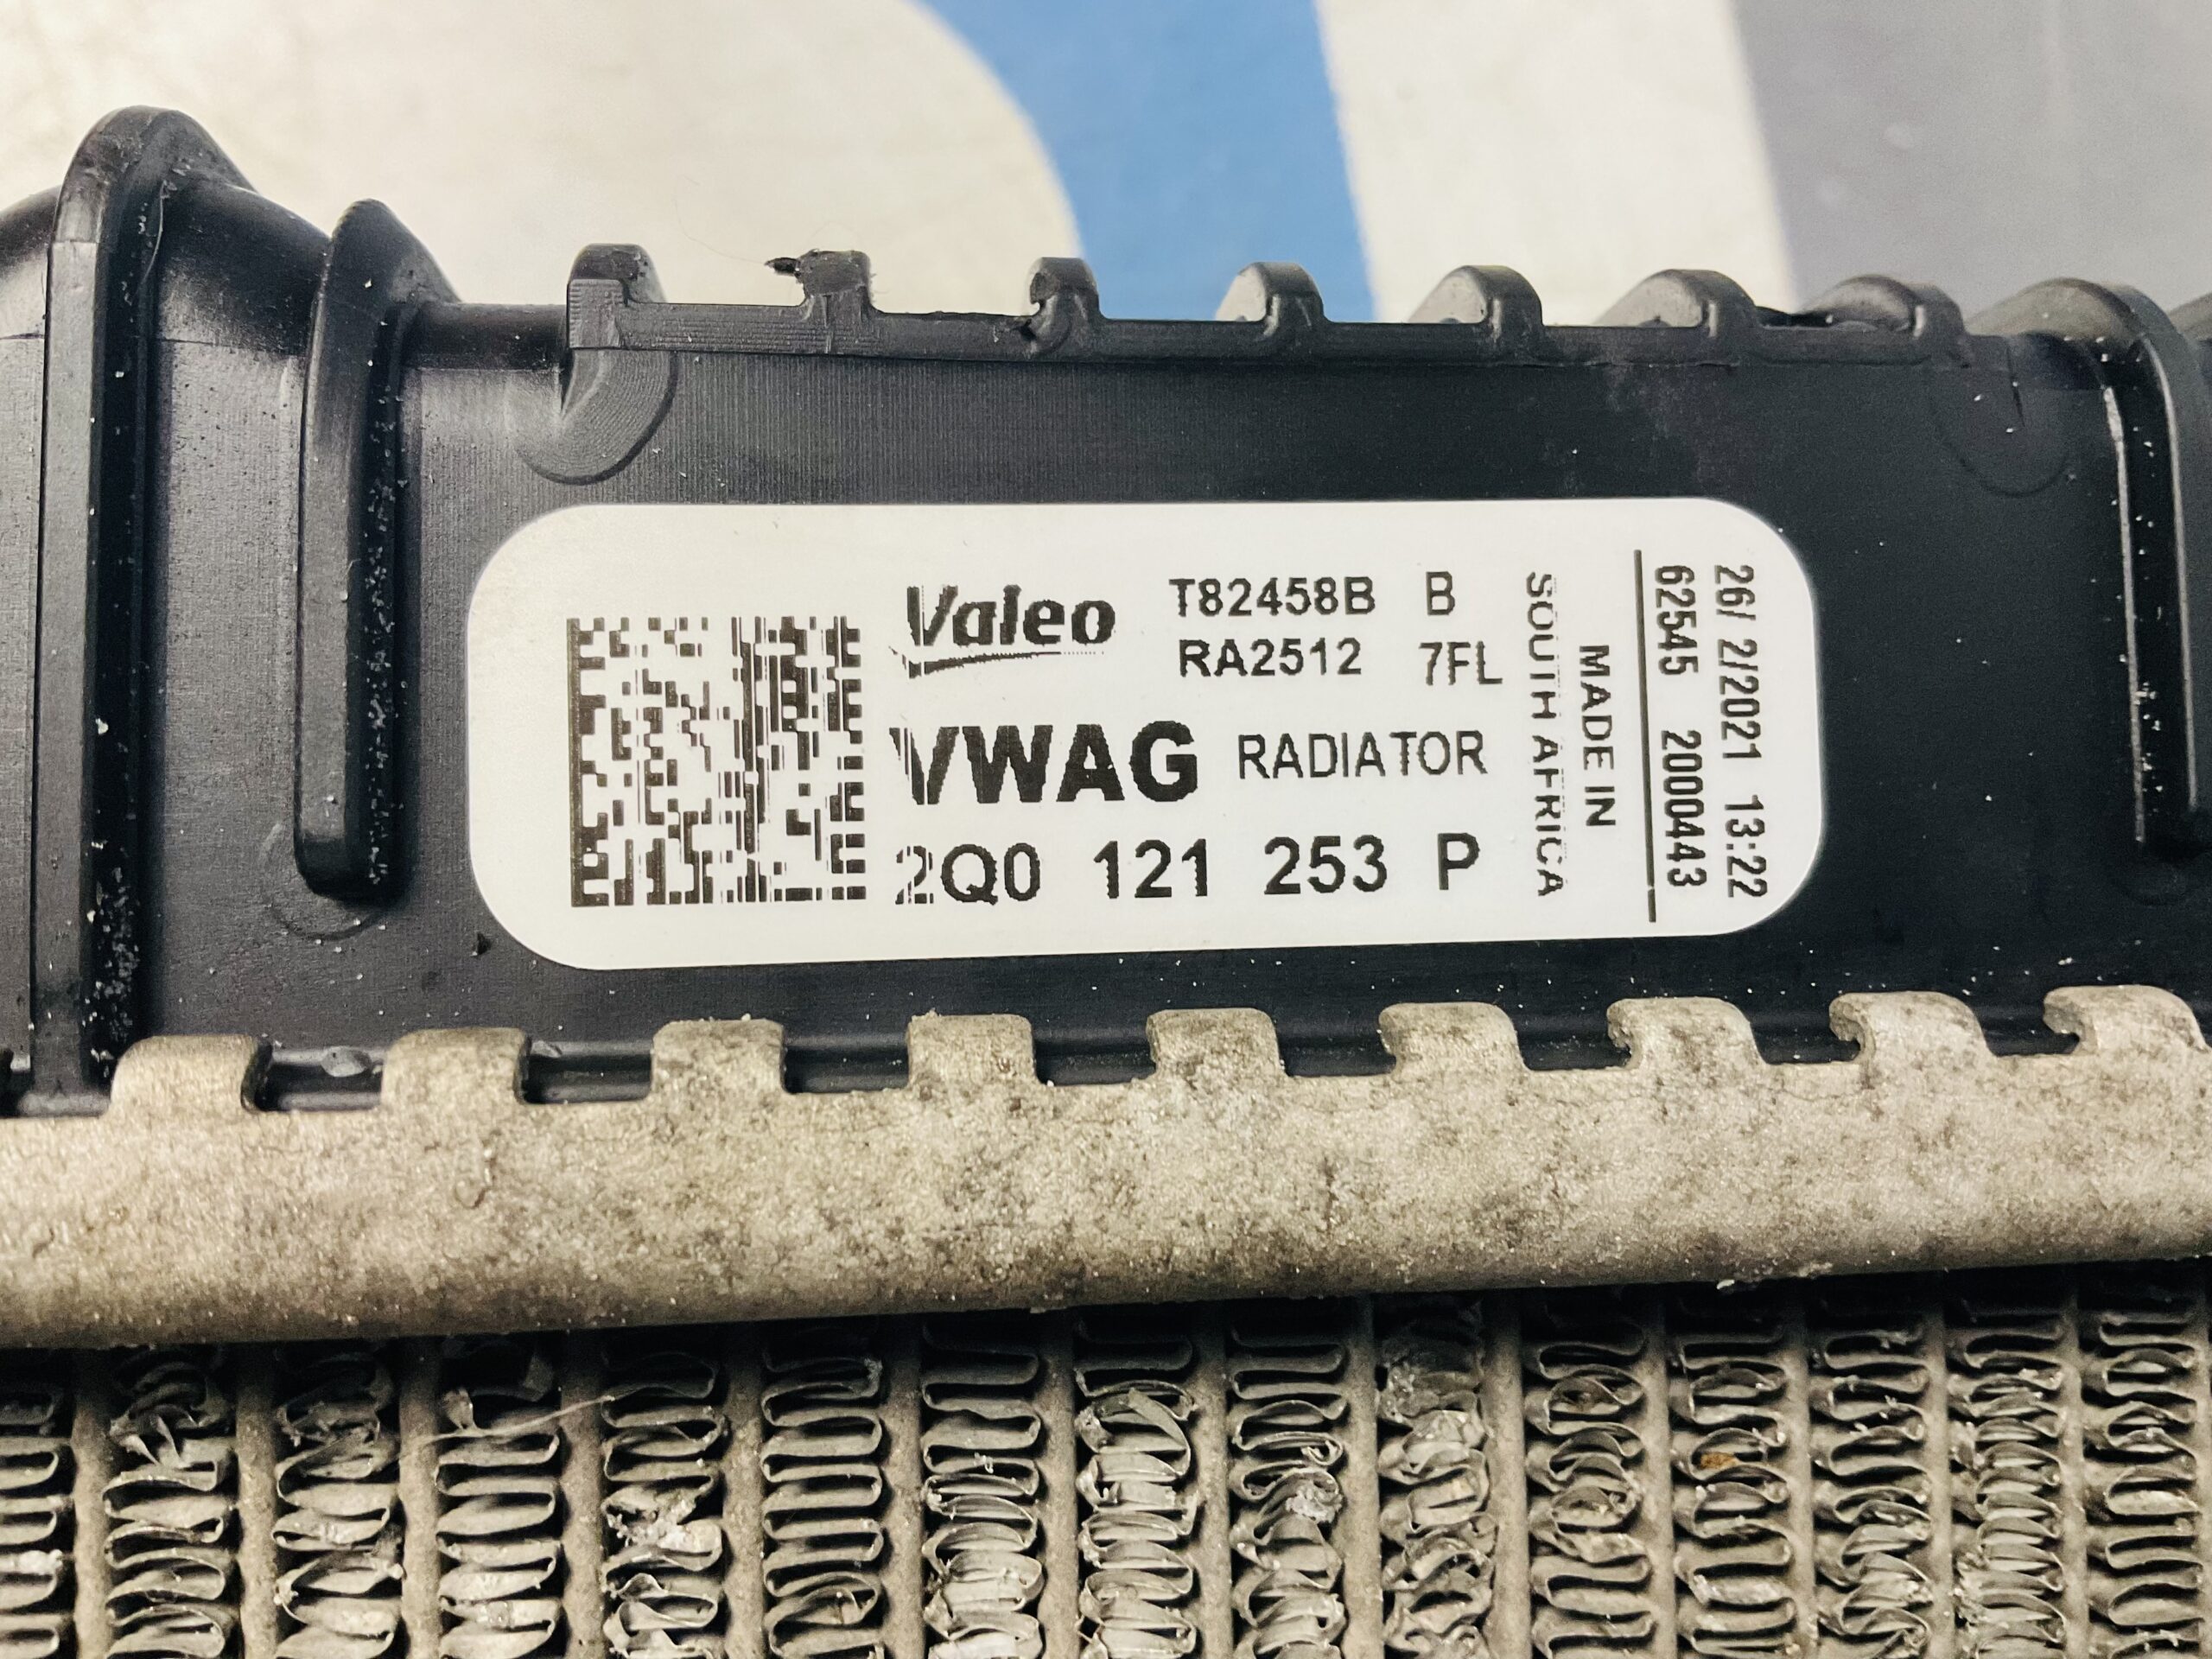 Valeo T82458B B
RA2512 7FL
VWAG RADIATOR
2Q0 121 253 P
MADE IN
SOUTH AFRICA
26/ 2/2021 13:22
62545 2000443